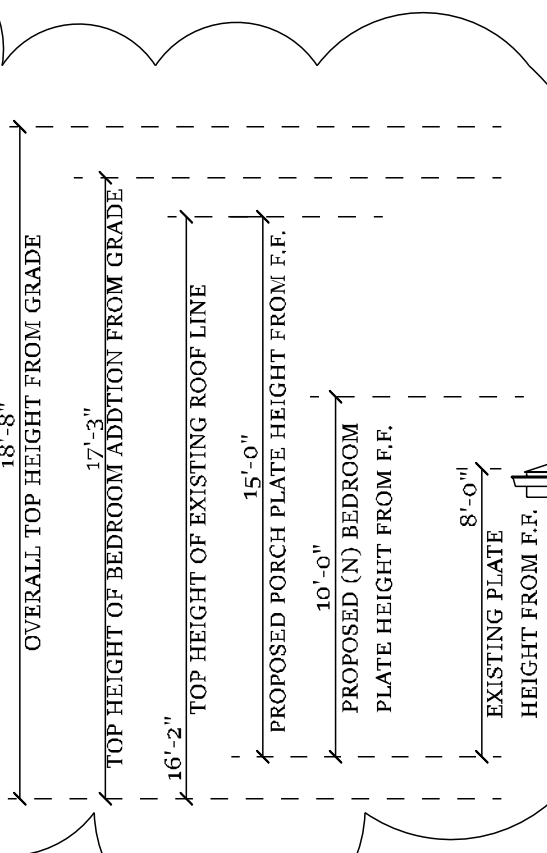 18'-8"
OVERALL TOP HEIGHT FROM GRADE
17'-3"
TOP HEIGHT OF BEDROOM ADDTION FROM GRADE
16'-2"
TOP HEIGHT OF EXISTING ROOF LINE
15'-0"
PROPOSED PORCH PLATE HEIGHT FROM F.F.
10'-0"
PROPOSED (N) BEDROOM
PLATE HEIGHT FROM F.F.
8'-0"
EXISTING PLATE
HEIGHT FROM F.F.